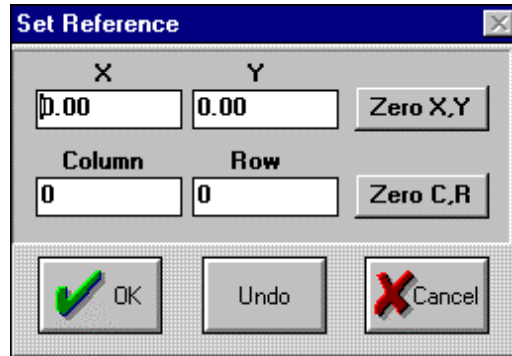 Set Reference
X Y
0.00 0.00 Zero X,Y
Column Row
0 0 Zero C,R
OK Undo Cancel